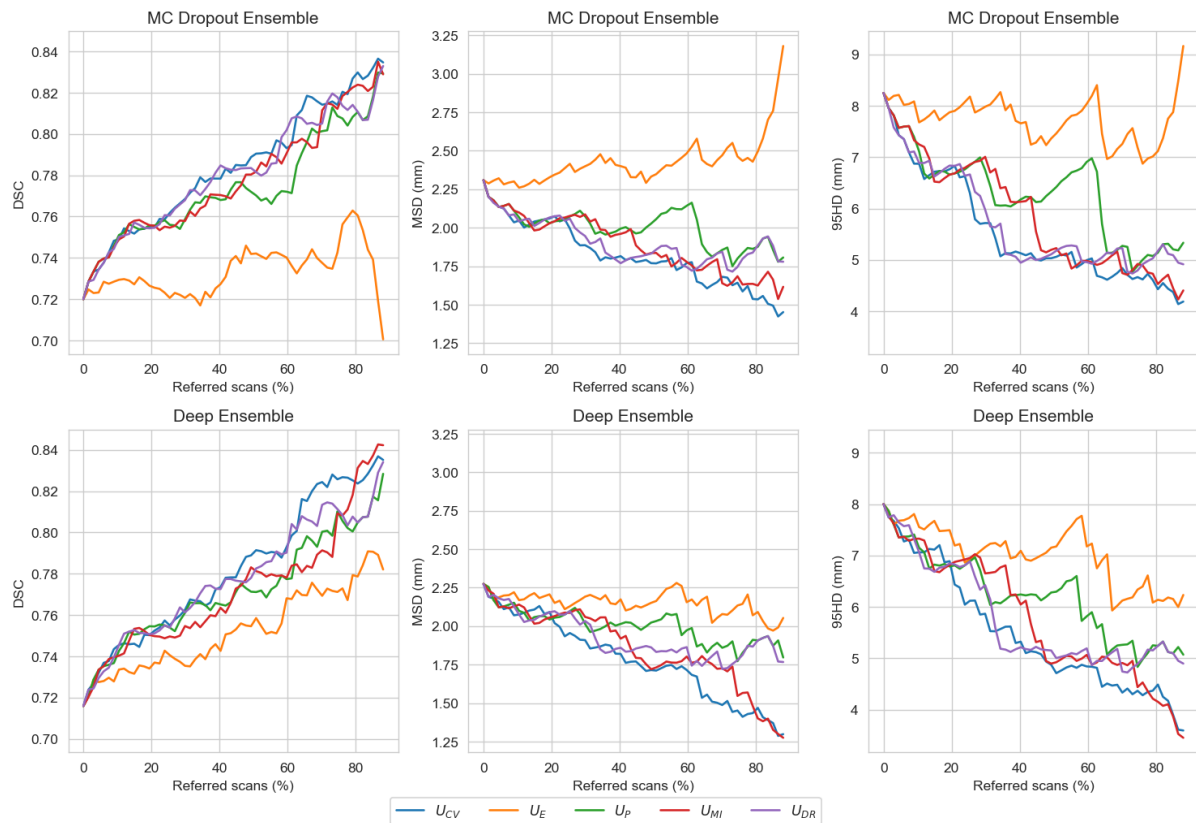 MC Dropout Ensemble
MC Dropout Ensemble
MC Dropout Ensemble
DSC
0.84
0.82
0.80
0.78
0.76
0.74
0.72
0.70
0 20 40 60 80
Referred scans (%)
MSD (mm)
3.25
3.00
2.75
2.50
2.25
2.00
1.75
1.50
1.25
0 20 40 60 80
Referred scans (%)
95HD (mm)
9
8
7
6
5
4
0 20 40 60 80
Referred scans (%)
Deep Ensemble
Deep Ensemble
Deep Ensemble
DSC
0.84
0.82
0.80
0.78
0.76
0.74
0.72
0.70
0 20 40 60 80
Referred scans (%)
MSD (mm)
3.25
3.00
2.75
2.50
2.25
2.00
1.75
1.50
1.25
0 20 40 60 80
Referred scans (%)
95HD (mm)
9
8
7
6
5
4
0 20 40 60 80
Referred scans (%)
U_CV U_E U_P U_MI U_DR